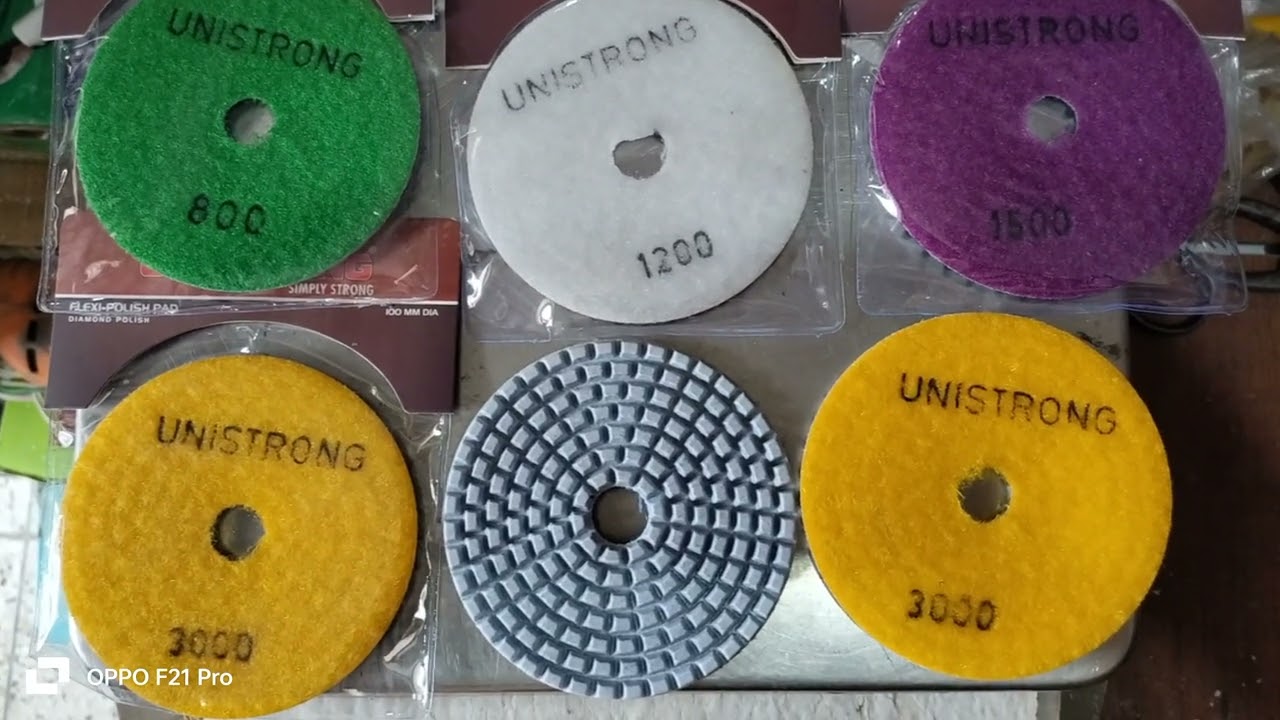 UNISTRONG
800
UNISTRONG
1200
UNISTRONG
1500
SIMPLY STRONG
FLEXI-POLISH PAD
100 MM DIA
DIAMOND POLISH
UNISTRONG
3000
UNISTRONG
3000
OPPO F21 Pro